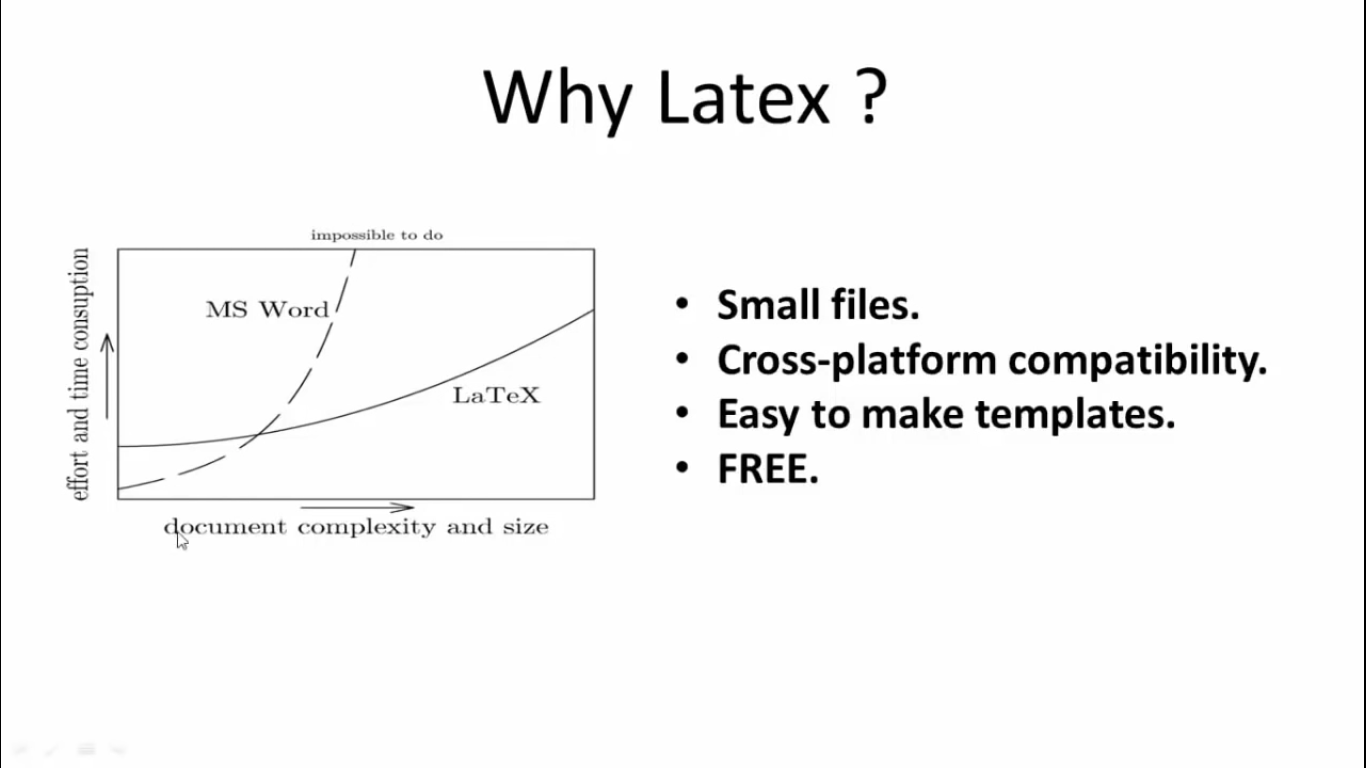 Why Latex ?
impossible to do
MS Word
LaTeX
effort and time consuption
document complexity and size
• Small files.
• Cross-platform compatibility.
• Easy to make templates.
• FREE.